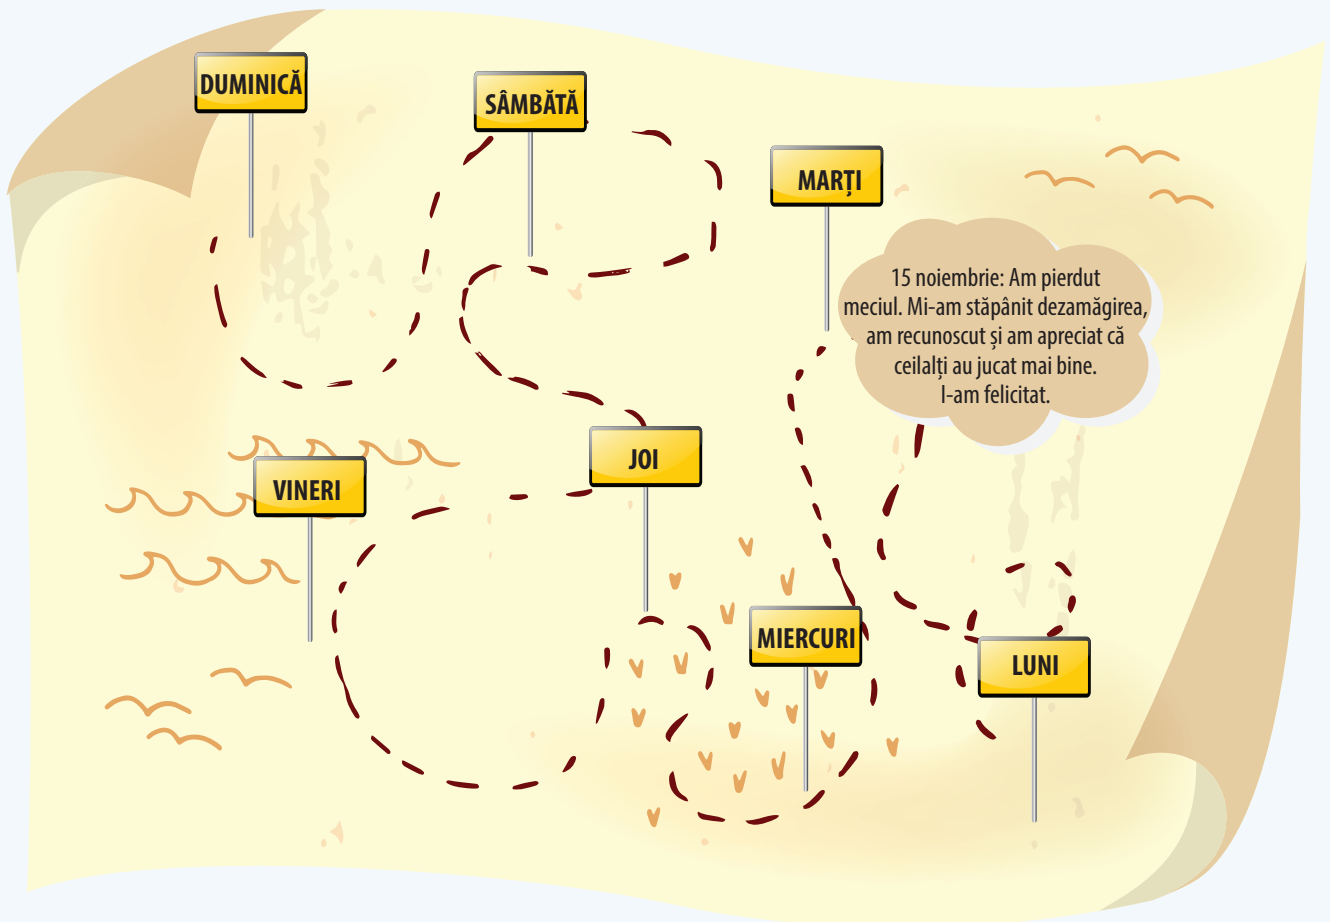 DUMINICĂ
SÂMBĂTĂ
MARȚI
15 noiembrie: Am pierdut
meciul. Mi-am stăpânit dezamăgirea,
am recunoscut și am apreciat că
ceilalți au jucat mai bine.
I-am felicitat.
VINERI
JOI
MIERCURI
LUNI